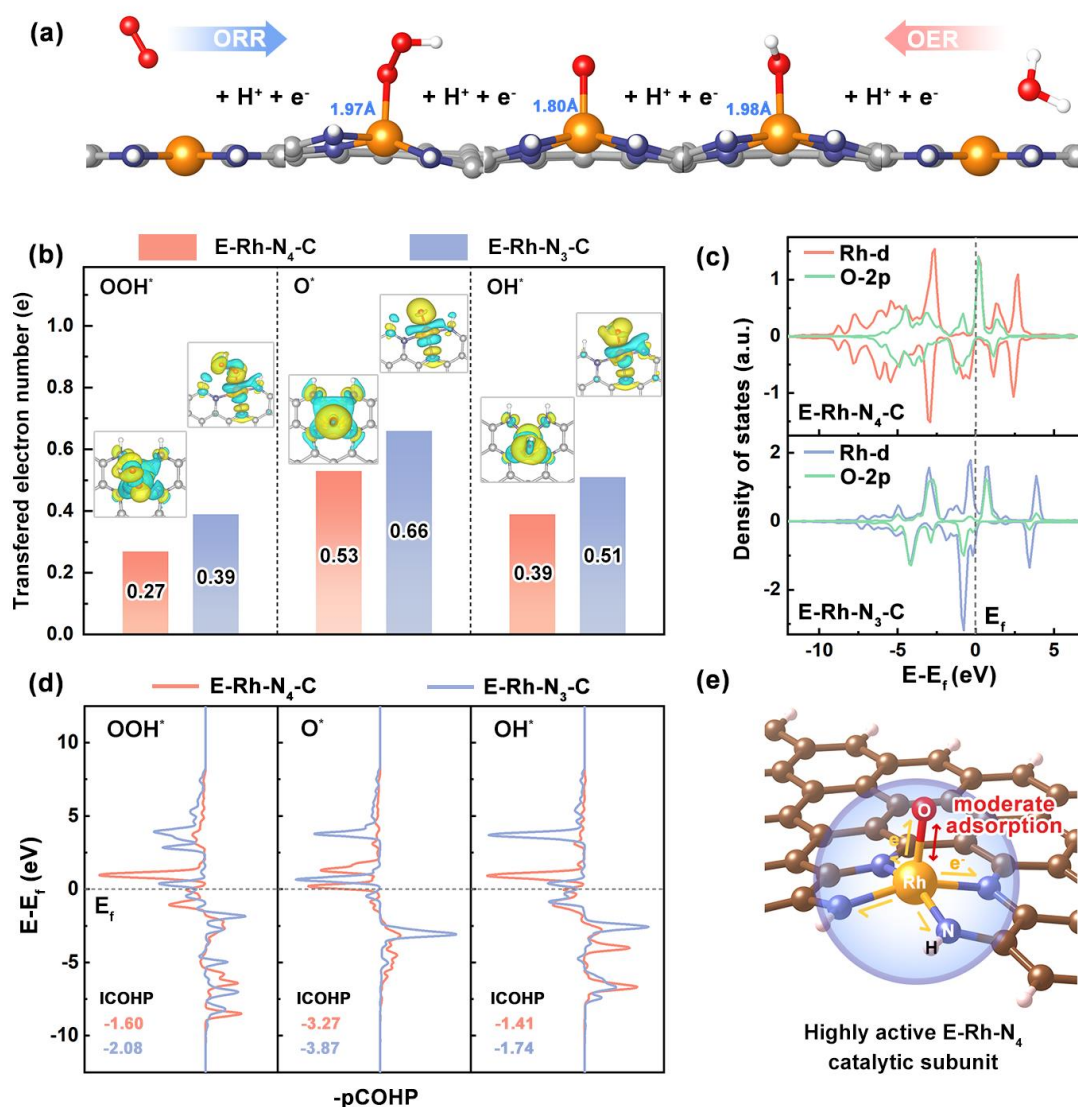 (a)
ORR
OER
+ H⁺ + e⁻
1.97Å
+ H⁺ + e⁻
1.80Å
+ H⁺ + e⁻
1.98Å
+ H⁺ + e⁻
(b)
E-Rh-N₄-C
E-Rh-N₃-C
Transfered electron number (e)
1.0
0.8
0.6
0.4
0.2
0.0
OOH*
0.27
0.39
O*
0.53
0.66
OH*
0.39
0.51
(c)
Density of states (a.u.)
Rh-d
O-2p
1
0
-1
E-Rh-N₄-C
Rh-d
O-2p
2
0
-2
E-Rh-N₃-C
E_f
-10
-5
0
5
E-E_f (eV)
(d)
E-Rh-N₄-C
E-Rh-N₃-C
E-E_f (eV)
10
5
0
-5
-10
OOH*
E_f
ICOHP
-1.60
-2.08
O*
ICOHP
-3.27
-3.87
OH*
ICOHP
-1.41
-1.74
-pCOHP
(e)
O
moderate
adsorption
e⁻
e⁻
Rh
N
H
Highly active E-Rh-N₄
catalytic subunit